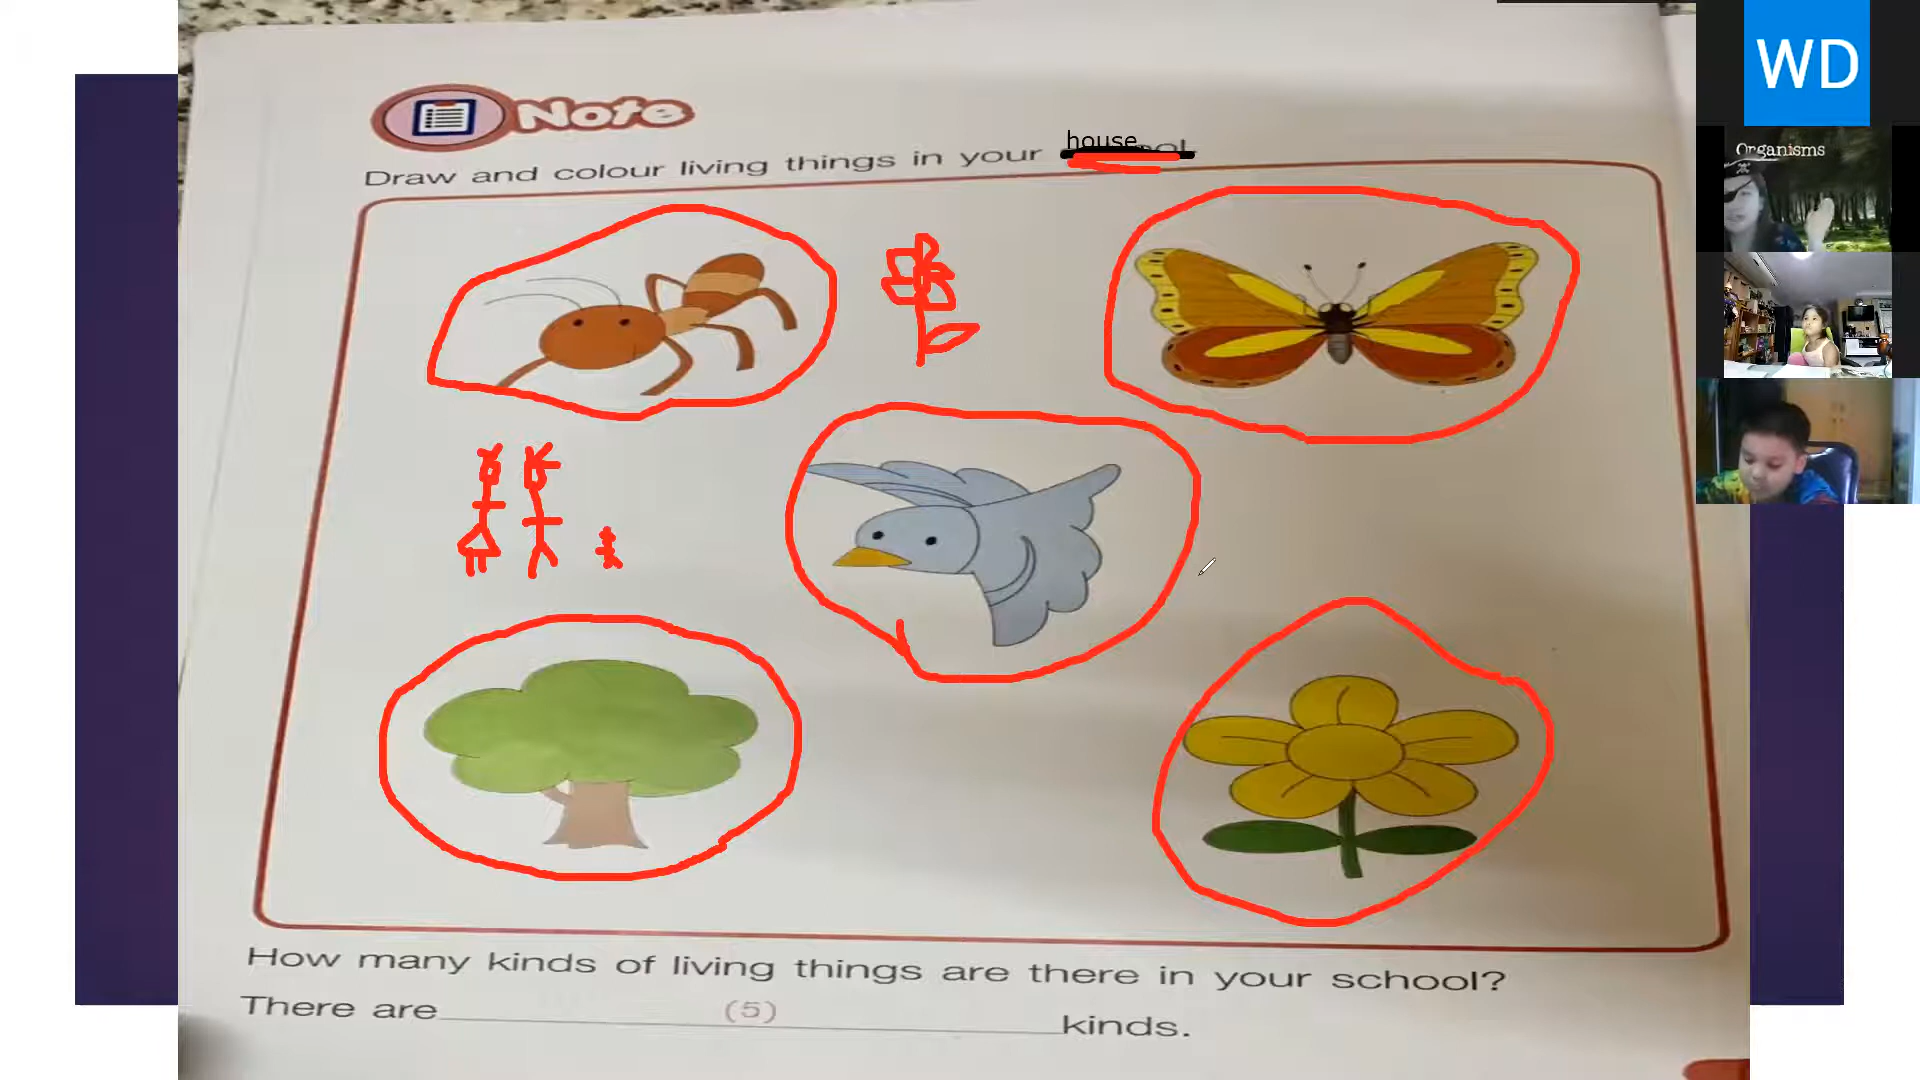 Note
Draw and colour living things in your house
How many kinds of living things are there in your school?
There are (5) kinds.
WD
Organisms